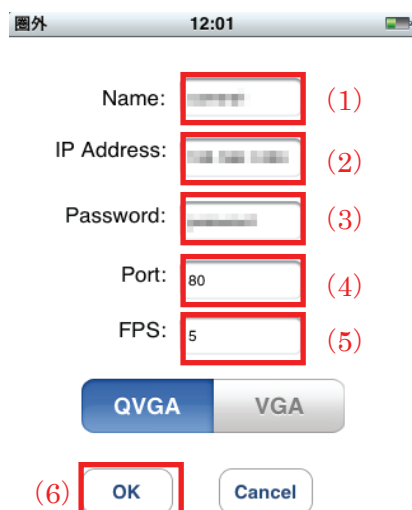 圏外 12:01
Name: (1)
IP Address: (2)
Password: (3)
Port: 80 (4)
FPS: 5 (5)
QVGA VGA
(6) OK Cancel